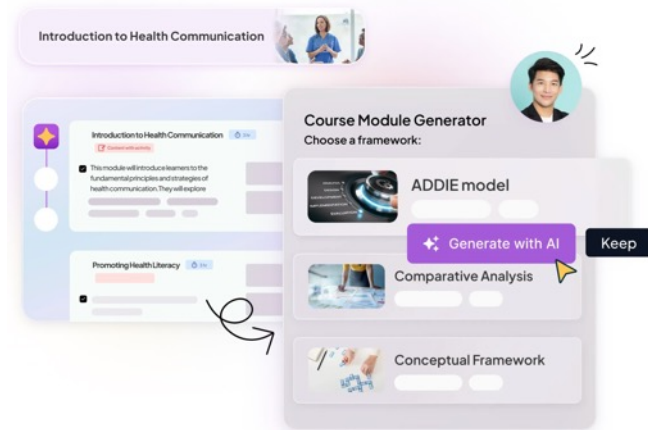 Introduction to Health Communication
Introduction to Health Communication
Content with activity
This module will introduce learners to the
fundamental principles and strategies of
health communication. They will explore
Promoting Health Literacy
Course Module Generator
Choose a framework:
ADDIE model
Generate with AI
Keep
Comparative Analysis
Conceptual Framework